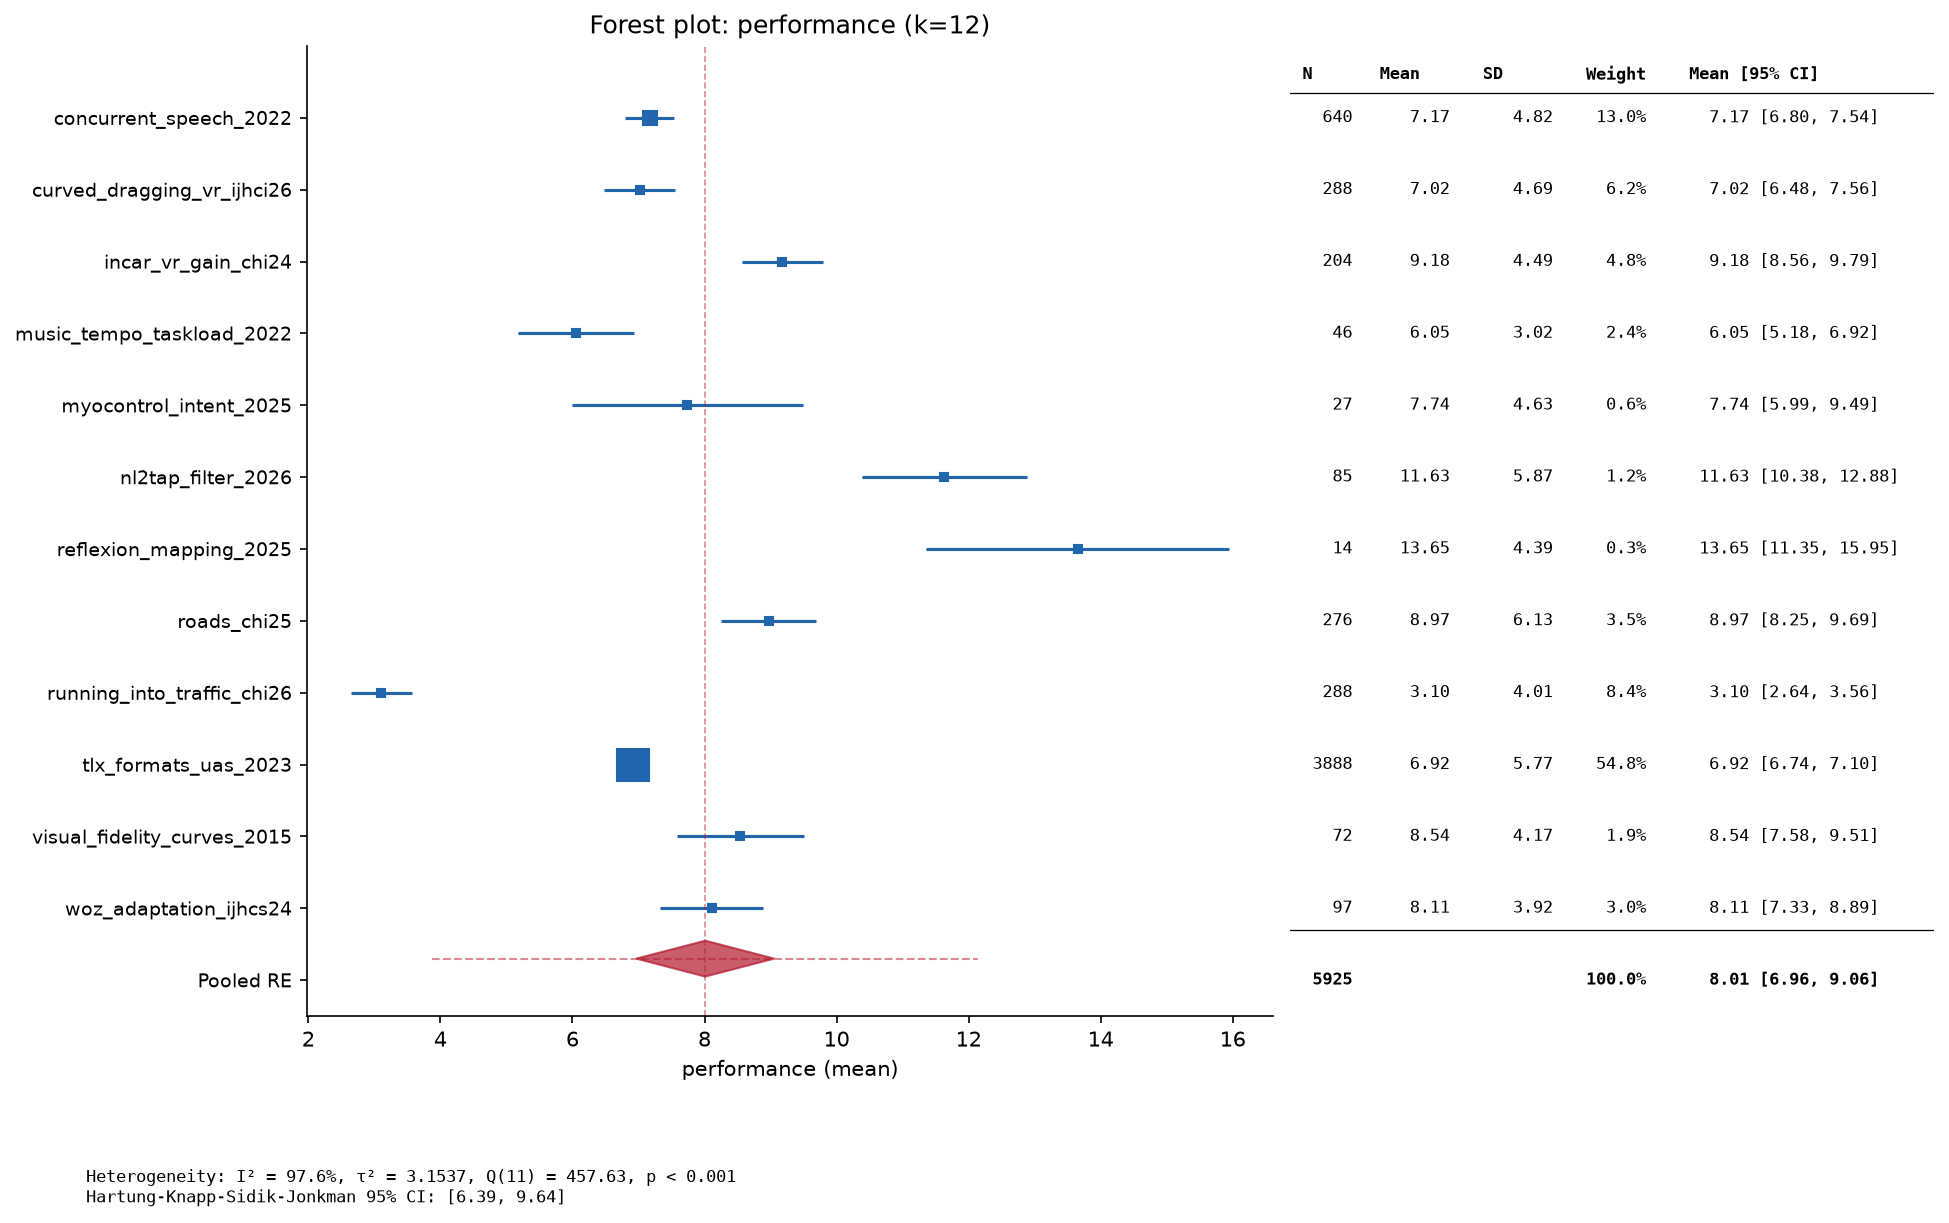 Forest plot: performance (k=12)
N Mean SD Weight Mean [95% CI]
concurrent_speech_2022 640 7.17 4.82 13.0% 7.17 [6.80, 7.54]
curved_dragging_vr_ijhci26 288 7.02 4.69 6.2% 7.02 [6.48, 7.56]
incar_vr_gain_chi24 204 9.18 4.49 4.8% 9.18 [8.56, 9.79]
music_tempo_taskload_2022 46 6.05 3.02 2.4% 6.05 [5.18, 6.92]
myocontrol_intent_2025 27 7.74 4.63 0.6% 7.74 [5.99, 9.49]
nl2tap_filter_2026 85 11.63 5.87 1.2% 11.63 [10.38, 12.88]
reflexion_mapping_2025 14 13.65 4.39 0.3% 13.65 [11.35, 15.95]
roads_chi25 276 8.97 6.13 3.5% 8.97 [8.25, 9.69]
running_into_traffic_chi26 288 3.10 4.01 8.4% 3.10 [2.64, 3.56]
tlx_formats_uas_2023 3888 6.92 5.77 54.8% 6.92 [6.74, 7.10]
visual_fidelity_curves_2015 72 8.54 4.17 1.9% 8.54 [7.58, 9.51]
woz_adaptation_ijhcs24 97 8.11 3.92 3.0% 8.11 [7.33, 8.89]
Pooled RE 5925 100.0% 8.01 [6.96, 9.06]
2 4 6 8 10 12 14 16
performance (mean)
Heterogeneity: I² = 97.6%, τ² = 3.1537, Q(11) = 457.63, p < 0.001
Hartung-Knapp-Sidik-Jonkman 95% CI: [6.39, 9.64]